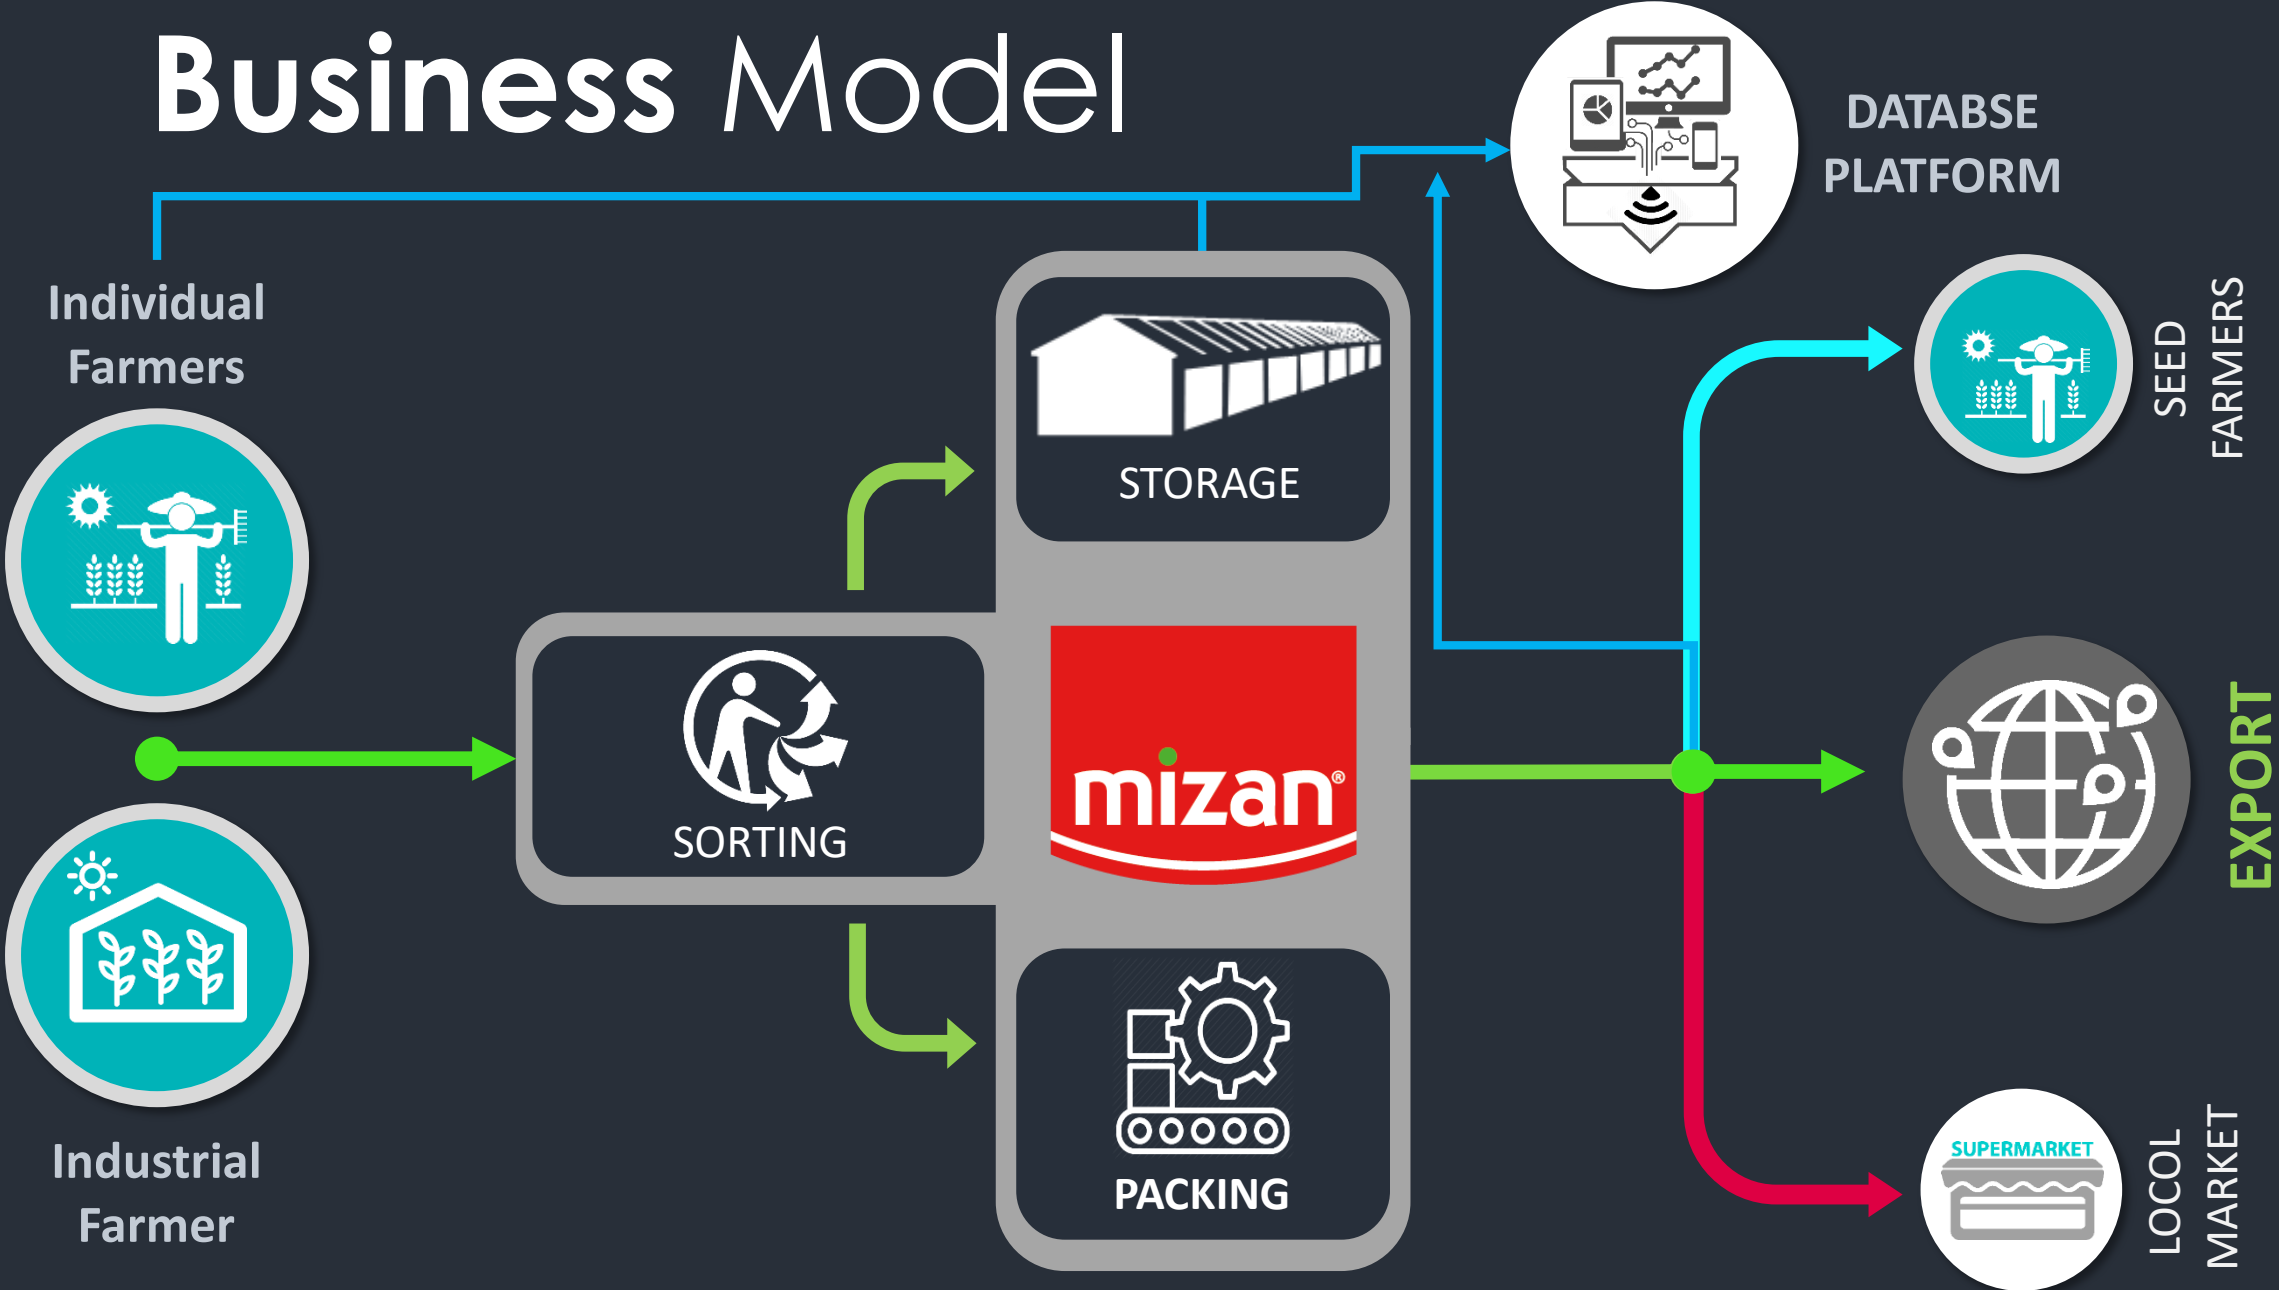 Business Model
DATABSE
PLATFORM
Individual
Farmers
STORAGE
SEED
FARMERS
mizan®
SORTING
EXPORT
PACKING
Industrial
Farmer
SUPERMARKET
LOCOL
MARKET